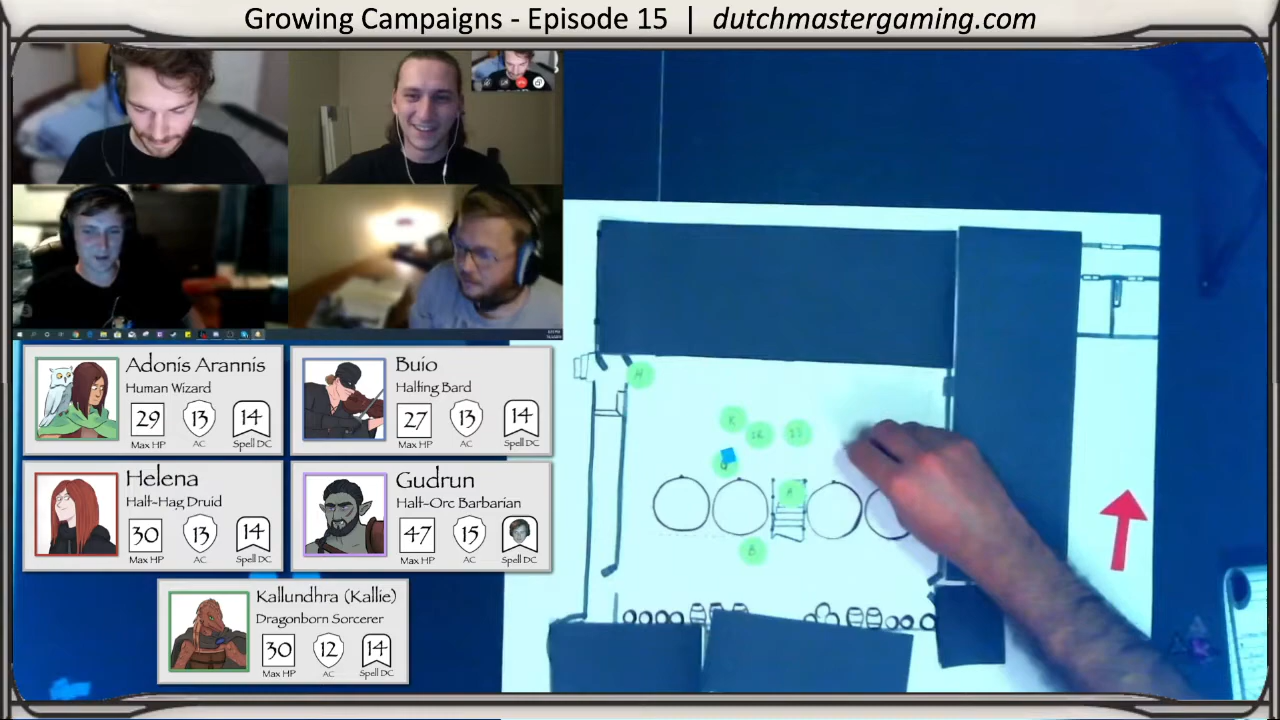 Growing Campaigns - Episode 15 | dutchmastergaming.com
Adonis Arannis
Human Wizard
29 13 14
Max HP AC Spell DC
Buio
Halfling Bard
27 13 14
Max HP AC Spell DC
Helena
Half-Hag Druid
30 13 14
Max HP AC Spell DC
Gudrun
Half-Orc Barbarian
47 15
Max HP AC Spell DC
Kallundhra (Kallie)
Dragonborn Sorcerer
30 12 14
Max HP AC Spell DC
H
K
B